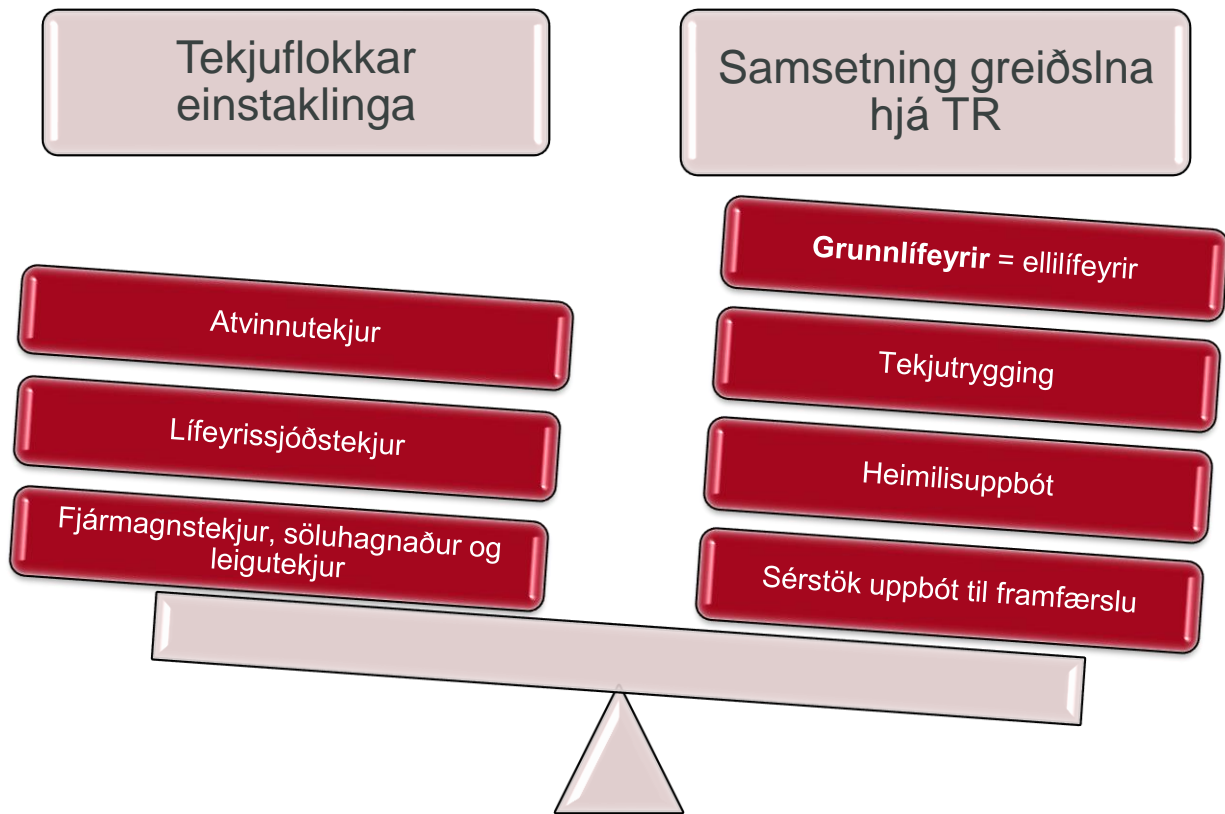 Tekjuflokkar
einstaklinga
Atvinnutekjur
Lífeyrissjóðstekjur
Fjármagnstekjur, söluhagnaður og
leigutekjur
Samsetning greiðslna
hjá TR
Grunnlífeyrir = ellilífeyrir
Tekjutrygging
Heimilisuppbót
Sérstök uppbót til framfærslu